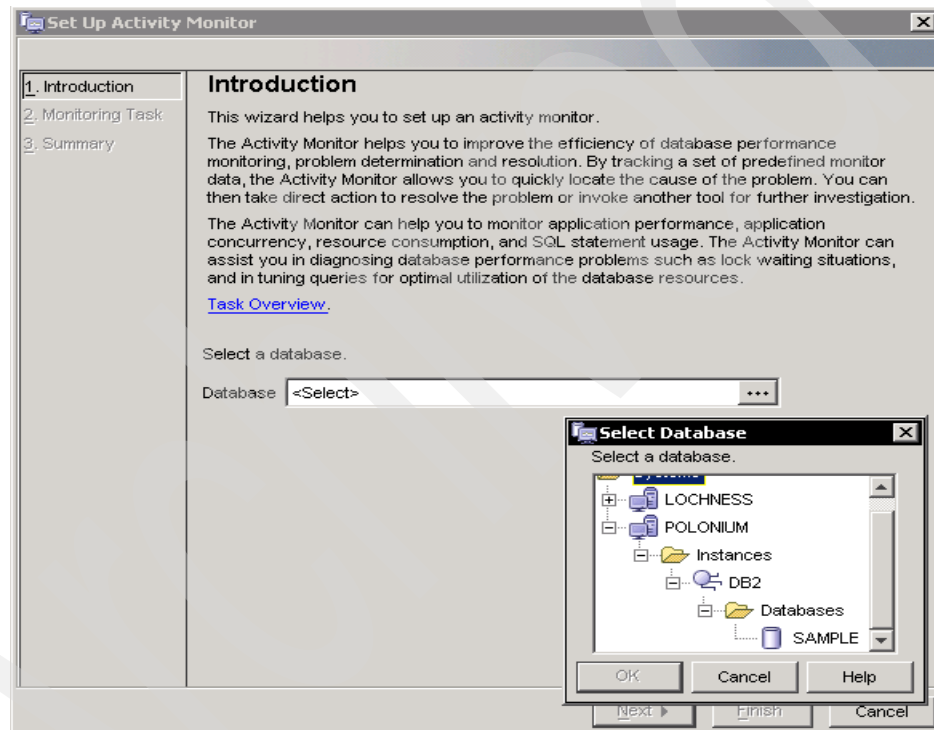 Set Up Activity Monitor
1. Introduction
2. Monitoring Task
3. Summary
Introduction
This wizard helps you to set up an activity monitor.
The Activity Monitor helps you to improve the efficiency of database performance
monitoring, problem determination and resolution. By tracking a set of predefined monitor
data, the Activity Monitor allows you to quickly locate the cause of the problem. You can
then take direct action to resolve the problem or invoke another tool for further investigation.
The Activity Monitor can help you to monitor application performance, application
concurrency, resource consumption, and SQL statement usage. The Activity Monitor can
assist you in diagnosing database performance problems such as lock waiting situations,
and in tuning queries for optimal utilization of the database resources.
Task Overview.
Select a database.
Database <Select> ...
Select Database
Select a database.
Systems
LOCHNESS
POLONIUM
Instances
DB2
Databases
SAMPLE
OK Cancel Help
Next Finish Cancel